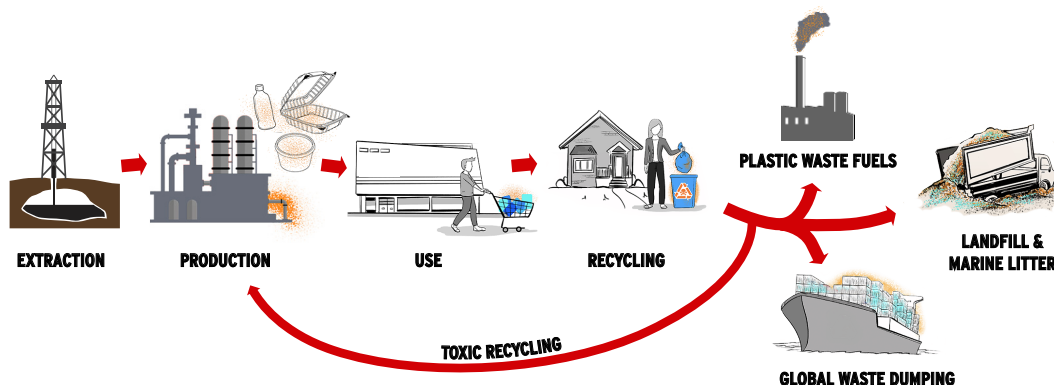 EXTRACTION
PRODUCTION
USE
RECYCLING
PLASTIC WASTE FUELS
LANDFILL &
MARINE LITTER
TOXIC RECYCLING
GLOBAL WASTE DUMPING